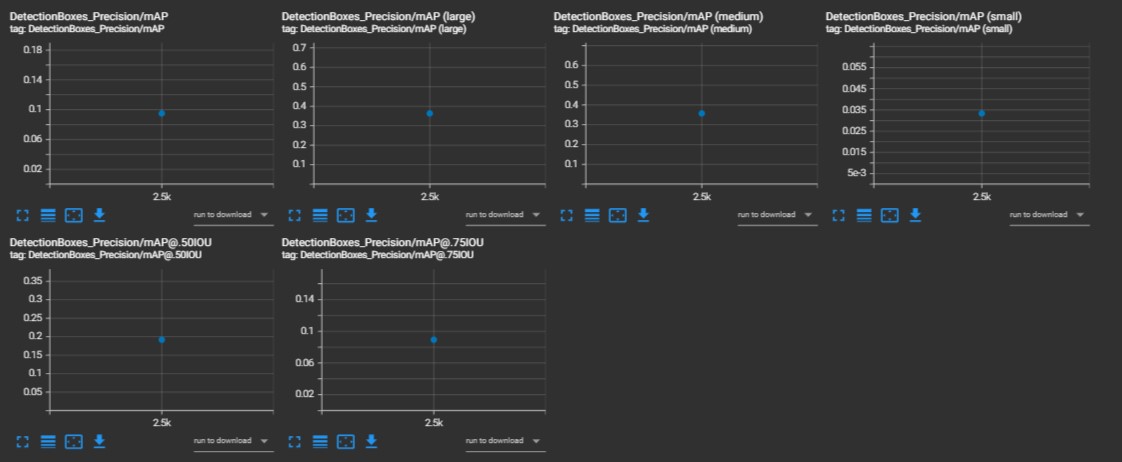 DetectionBoxes_Precision/mAP
tag: DetectionBoxes_Precision/mAP
0.18
0.14
0.1
0.06
0.02
2.5k
run to download
DetectionBoxes_Precision/mAP (large)
tag: DetectionBoxes_Precision/mAP (large)
0.7
0.6
0.5
0.4
0.3
0.2
0.1
2.5k
run to download
DetectionBoxes_Precision/mAP (medium)
tag: DetectionBoxes_Precision/mAP (medium)
0.6
0.5
0.4
0.3
0.2
0.1
2.5k
run to download
DetectionBoxes_Precision/mAP (small)
tag: DetectionBoxes_Precision/mAP (small)
0.055
0.045
0.035
0.025
0.015
5e-3
2.5k
run to download
DetectionBoxes_Precision/mAP@.50IOU
tag: DetectionBoxes_Precision/mAP@.50IOU
0.35
0.3
0.25
0.2
0.15
0.1
0.05
2.5k
run to download
DetectionBoxes_Precision/mAP@.75IOU
tag: DetectionBoxes_Precision/mAP@.75IOU
0.14
0.1
0.06
0.02
2.5k
run to download